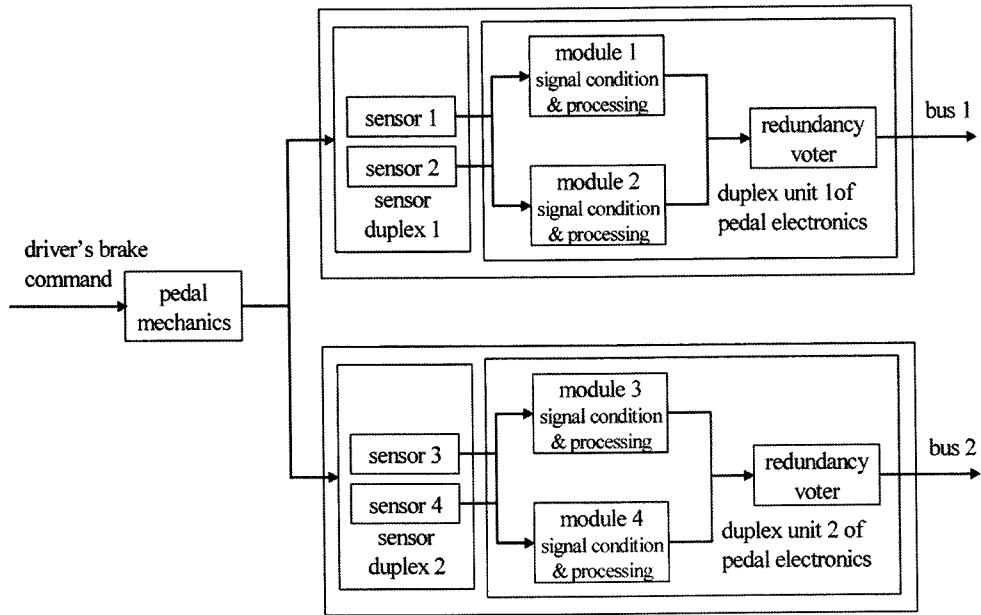 driver's brake
command
pedal
mechanics
sensor 1
sensor 2
sensor
duplex 1
module 1
signal condition
& processing
module 2
signal condition
& processing
redundancy
voter
duplex unit 1of
pedal electronics
bus 1
sensor 3
sensor 4
sensor
duplex 2
module 3
signal condition
& processing
module 4
signal condition
& processing
redundancy
voter
duplex unit 2 of
pedal electronics
bus 2